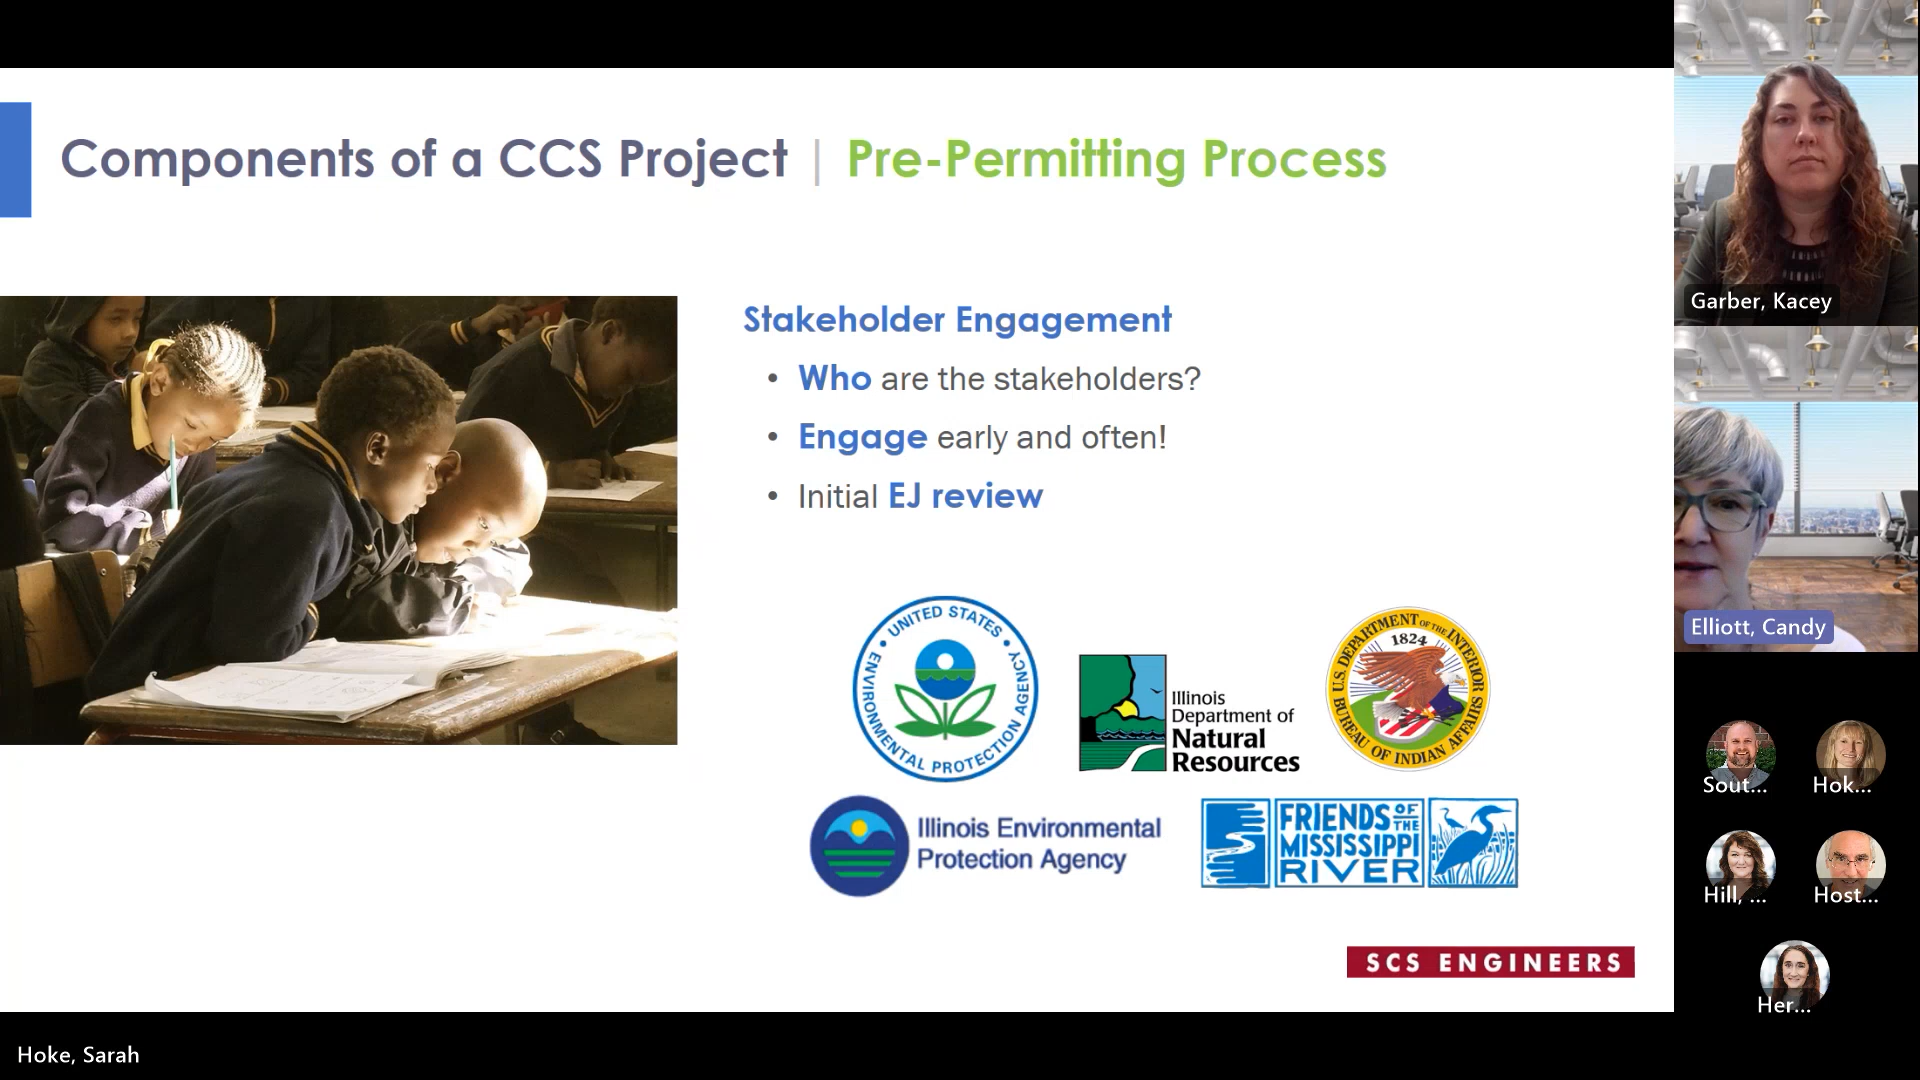 Components of a CCS Project | Pre-Permitting Process
Stakeholder Engagement
• Who are the stakeholders?
• Engage early and often!
• Initial EJ review
UNITED STATES
ENVIRONMENTAL PROTECTION AGENCY
Illinois
Department of
Natural
Resources
U.S. DEPARTMENT OF THE INTERIOR
1824
BUREAU OF INDIAN AFFAIRS
Illinois Environmental
Protection Agency
FRIENDS OF THE
MISSISSIPPI
RIVER
SCS ENGINEERS
Garber, Kacey
Elliott, Candy
Sout...
Hok...
Hill, ...
Host...
Her...
Hoke, Sarah